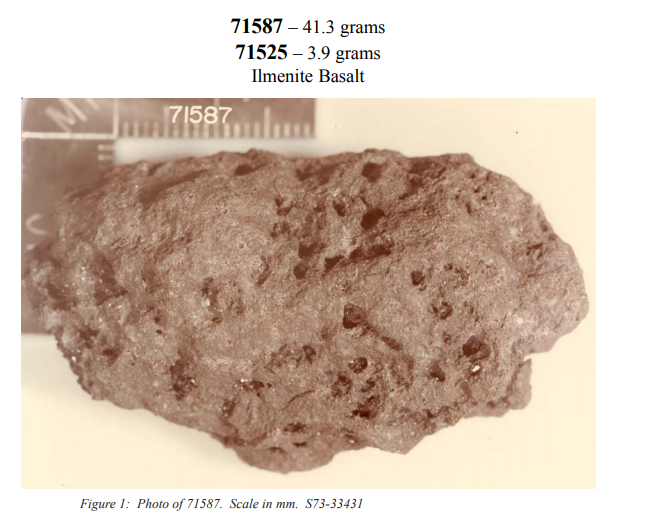 71587 – 41.3 grams
71525 – 3.9 grams
Ilmenite Basalt
71587
Figure 1: Photo of 71587. Scale in mm. S73-33431